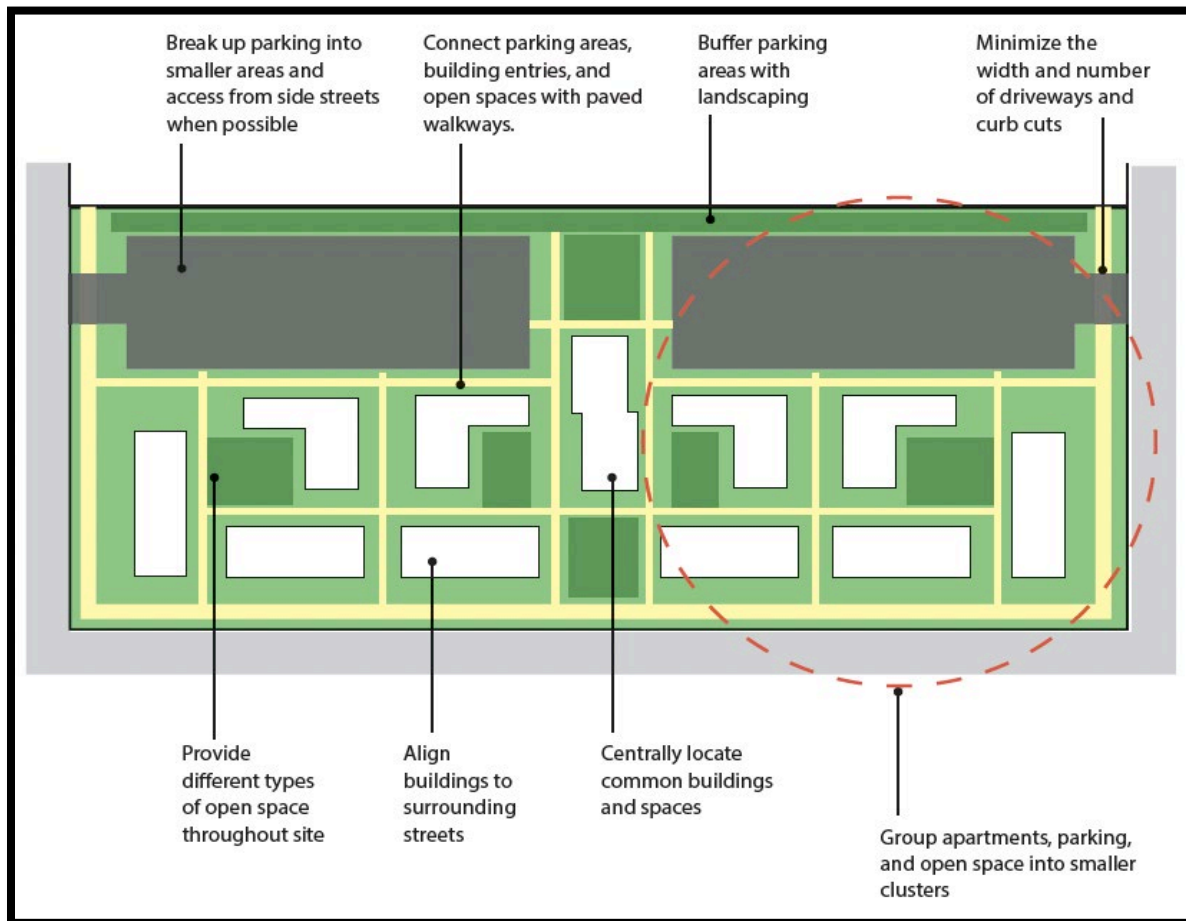 Break up parking into
smaller areas and
access from side streets
when possible
Connect parking areas,
building entries, and
open spaces with paved
walkways.
Buffer parking
areas with
landscaping
Minimize the
width and number
of driveways and
curb cuts
Provide
different types
of open space
throughout site
Align
buildings to
surrounding
streets
Centrally locate
common buildings
and spaces
Group apartments, parking,
and open space into smaller
clusters